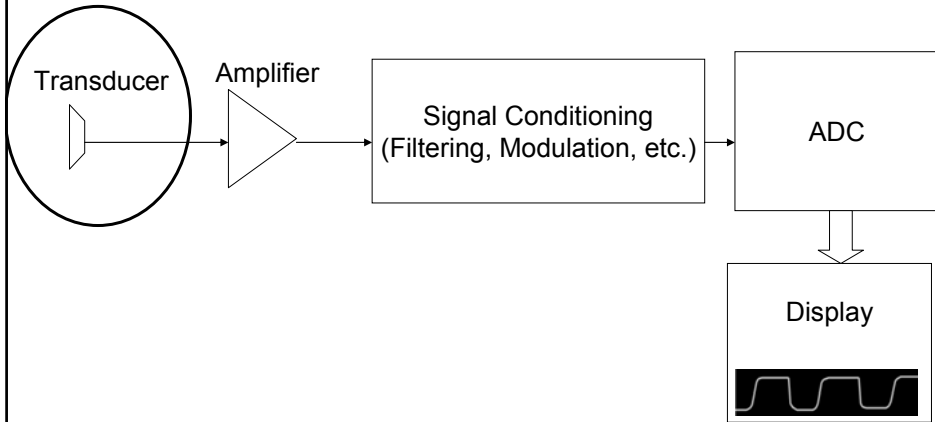 Transducer
Amplifier
Signal Conditioning
(Filtering, Modulation, etc.)
ADC
Display